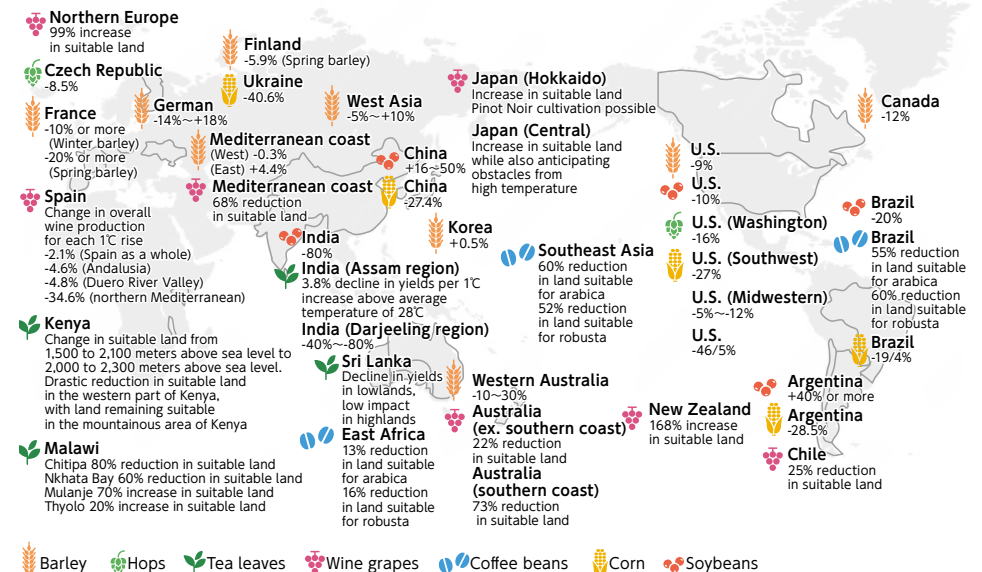 Northern Europe
99% increase
in suitable land
Czech Republic
-8.5%
France
-10% or more
(Winter barley)
-20% or more
(Spring barley)
German
-14%~+18%
Finland
-5.9% (Spring barley)
Ukraine
-40.6%
West Asia
-5%~+10%
Mediterranean coast
(West) -0.3%
(East) +4.4%
Mediterranean coast
68% reduction
in suitable land
Spain
Change in overall
wine production
for each 1℃ rise
-2.1% (Spain as a whole)
-4.6% (Andalusia)
-4.8% (Duero River Valley)
-34.6% (northern Mediterranean)
China
+16~50%
China
-27.4%
Korea
+0.5%
India
-80%
India (Assam region)
3.8% decline in yields per 1℃
increase above average
temperature of 28℃
India (Darjeeling region)
-40%~-80%
Sri Lanka
Decline in yields
in lowlands,
low impact
in highlands
Kenya
Change in suitable land from
1,500 to 2,100 meters above sea level to
2,000 to 2,300 meters above sea level.
Drastic reduction in suitable land
in the western part of Kenya,
with land remaining suitable
in the mountainous area of Kenya
Malawi
Chitipa 80% reduction in suitable land
Nkhata Bay 60% reduction in suitable land
Mulanje 70% increase in suitable land
Thyolo 20% increase in suitable land
East Africa
13% reduction
in land suitable
for arabica
16% reduction
in land suitable
for robusta
Japan (Hokkaido)
Increase in suitable land
Pinot Noir cultivation possible
Japan (Central)
Increase in suitable land
while also anticipating
obstacles from
high temperature
Southeast Asia
60% reduction
in land suitable
for arabica
52% reduction
in land suitable
for robusta
Western Australia
-10~30%
Australia
(ex. southern coast)
22% reduction
in suitable land
Australia
(southern coast)
73% reduction
in suitable land
New Zealand
168% increase
in suitable land
Canada
-12%
U.S.
-9%
U.S.
-10%
U.S. (Washington)
-16%
U.S. (Southwest)
-27%
U.S. (Midwestern)
-5%~-12%
U.S.
-46/5%
Brazil
-20%
Brazil
55% reduction
in land suitable
for arabica
60% reduction
in land suitable
for robusta
Brazil
-19/4%
Argentina
+40% or more
Argentina
-28.5%
Chile
25% reduction
in suitable land
Barley
Hops
Tea leaves
Wine grapes
Coffee beans
Corn
Soybeans